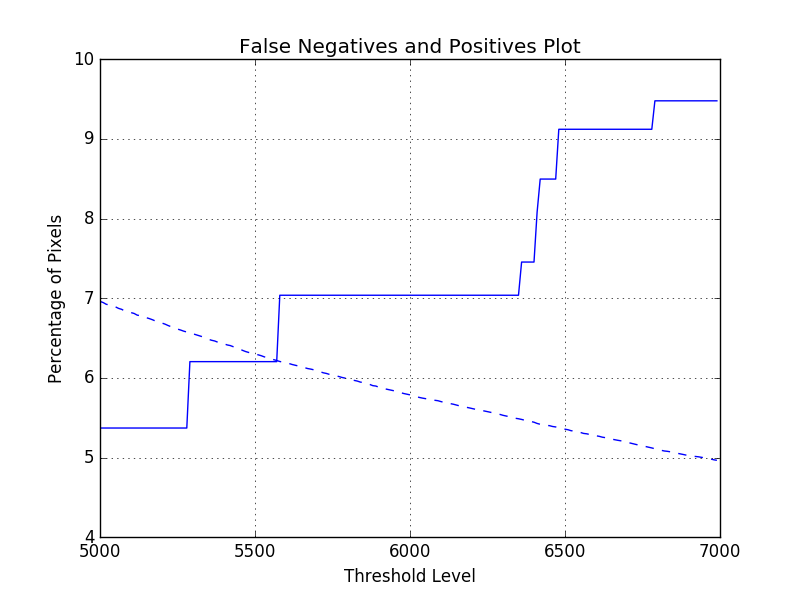 False Negatives and Positives Plot
10
9
8
7
6
5
4
Percentage of Pixels
5000 5500 6000 6500 7000
Threshold Level